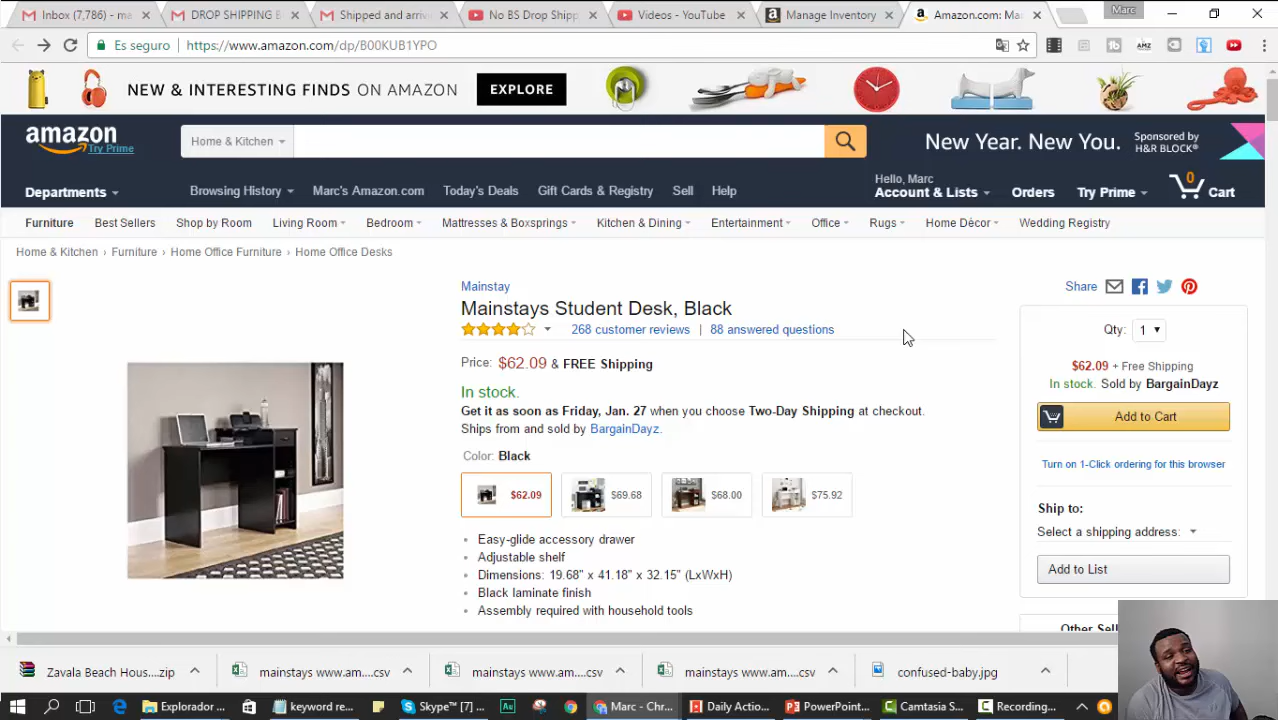 Inbox (7,786) - ma
DROP SHIPPING B
Shipped and arrive
No BS Drop Shipp
Videos - YouTube
Manage Inventory
Amazon.com: Ma
Marc
Es seguro
https://www.amazon.com/dp/B00KUB1YPO
NEW & INTERESTING FINDS ON AMAZON
EXPLORE
amazon
Try Prime
Home & Kitchen
New Year. New You.
Sponsored by
H&R BLOCK®
Departments
Browsing History
Marc's Amazon.com
Today's Deals
Gift Cards & Registry
Sell
Help
Hello, Marc
Account & Lists
Orders
Try Prime
0
Cart
Furniture
Best Sellers
Shop by Room
Living Room
Bedroom
Mattresses & Boxsprings
Kitchen & Dining
Entertainment
Office
Rugs
Home Décor
Wedding Registry
Home & Kitchen › Furniture › Home Office Furniture › Home Office Desks
Mainstay
Mainstays Student Desk, Black
268 customer reviews | 88 answered questions
Price: $62.09 & FREE Shipping
In stock.
Get it as soon as Friday, Jan. 27 when you choose Two-Day Shipping at checkout.
Ships from and sold by BargainDayz.
Color: Black
$62.09
$69.68
$68.00
$75.92
Easy-glide accessory drawer
Adjustable shelf
Dimensions: 19.68" x 41.18" x 32.15" (LxWxH)
Black laminate finish
Assembly required with household tools
Share
Qty: 1
$62.09 + Free Shipping
In stock. Sold by BargainDayz
Add to Cart
Turn on 1-Click ordering for this browser
Ship to:
Select a shipping address:
Add to List
Other Sell
Zavala Beach Hous....zip
mainstays www.am....csv
mainstays www.am....csv
mainstays www.am....csv
confused-baby.jpg
Explorador ...
keyword re...
Skype™ [7] ...
Au
Marc - Chr...
Daily Actio...
PowerPoint...
Camtasia S...
Recording...